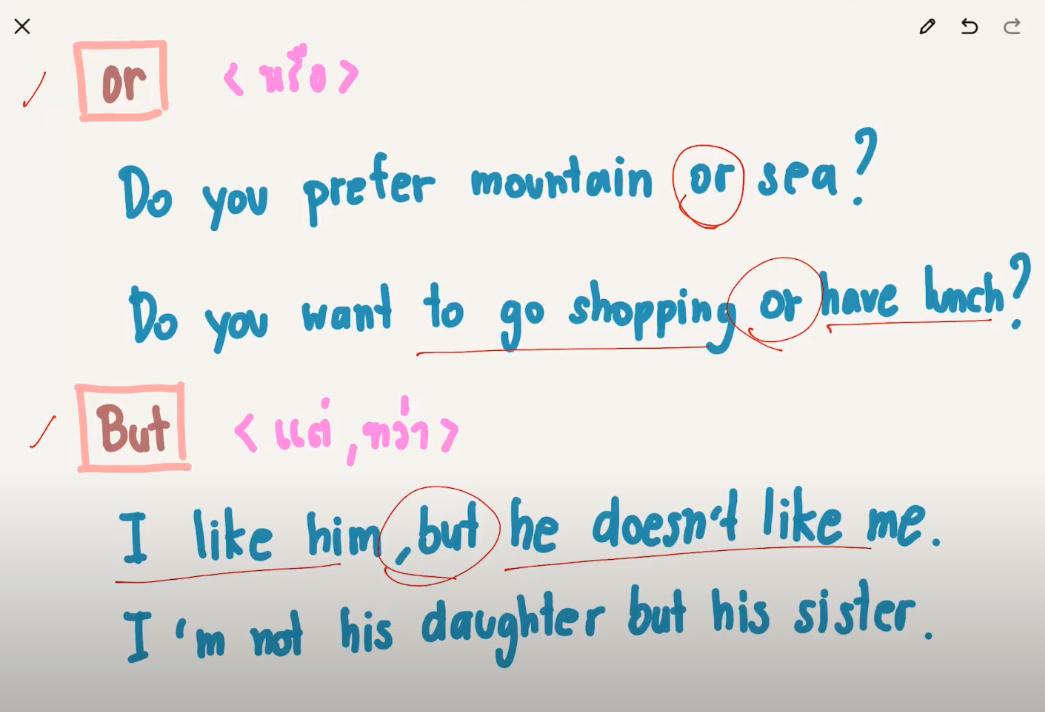 or <หรือ>
Do you prefer mountain or sea?
Do you want to go shopping or have lunch?
But <แต่, ทว่า>
I like him, but he doesn't like me.
I'm not his daughter but his sister.